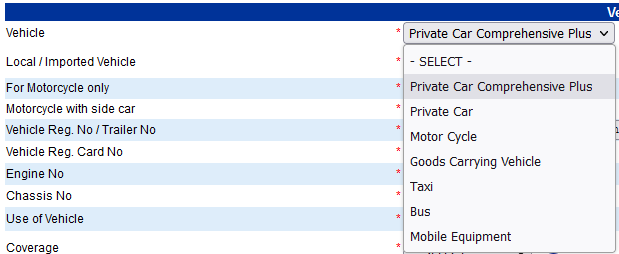 Ve
Vehicle * Private Car Comprehensive Plus
Local / Imported Vehicle * - SELECT -
For Motorcycle only * Private Car Comprehensive Plus
Motorcycle with side car * Private Car
Vehicle Reg. No / Trailer No * Motor Cycle
Vehicle Reg. Card No * Goods Carrying Vehicle
Engine No * Taxi
Chassis No *
Use of Vehicle * Bus
Coverage * Mobile Equipment